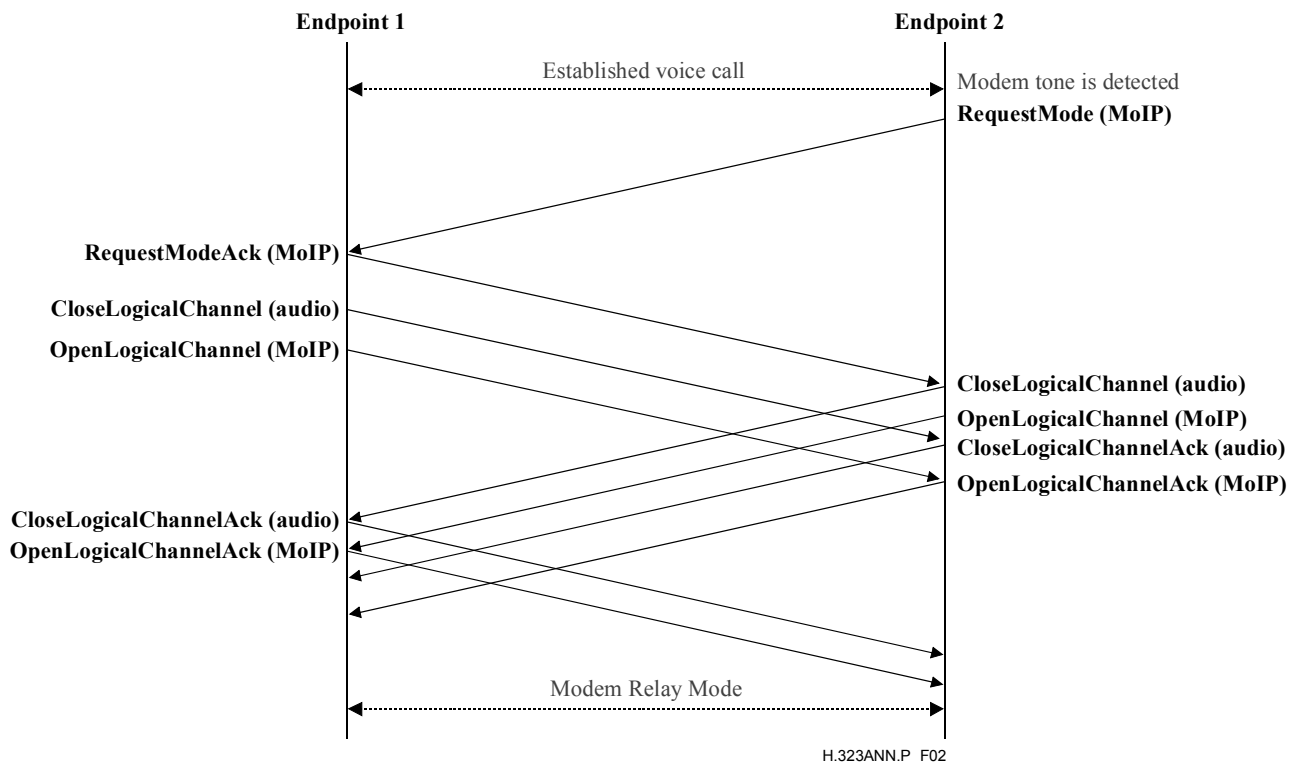 Endpoint 1
Endpoint 2
Established voice call
Modem tone is detected
RequestMode (MoIP)
RequestModeAck (MoIP)
CloseLogicalChannel (audio)
OpenLogicalChannel (MoIP)
CloseLogicalChannel (audio)
OpenLogicalChannel (MoIP)
CloseLogicalChannelAck (audio)
OpenLogicalChannelAck (MoIP)
CloseLogicalChannelAck (audio)
OpenLogicalChannelAck (MoIP)
Modem Relay Mode
H.323ANN.P_F02